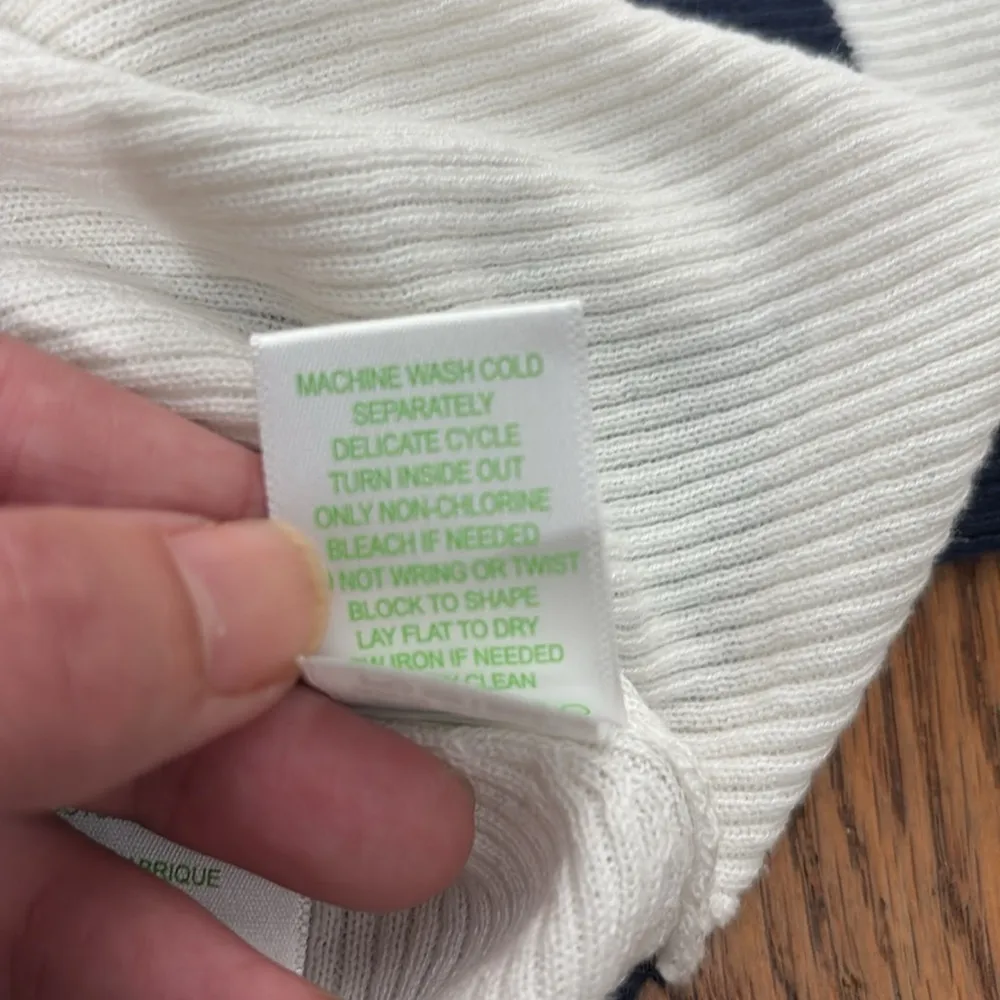 MACHINE WASH COLD
SEPARATELY
DELICATE CYCLE
TURN INSIDE OUT
ONLY NON-CHLORINE
BLEACH IF NEEDED
NOT WRING OR TWIST
BLOCK TO SHAPE
LAY FLAT TO DRY
IRON IF NEEDED
CLEAN
BRIQUE